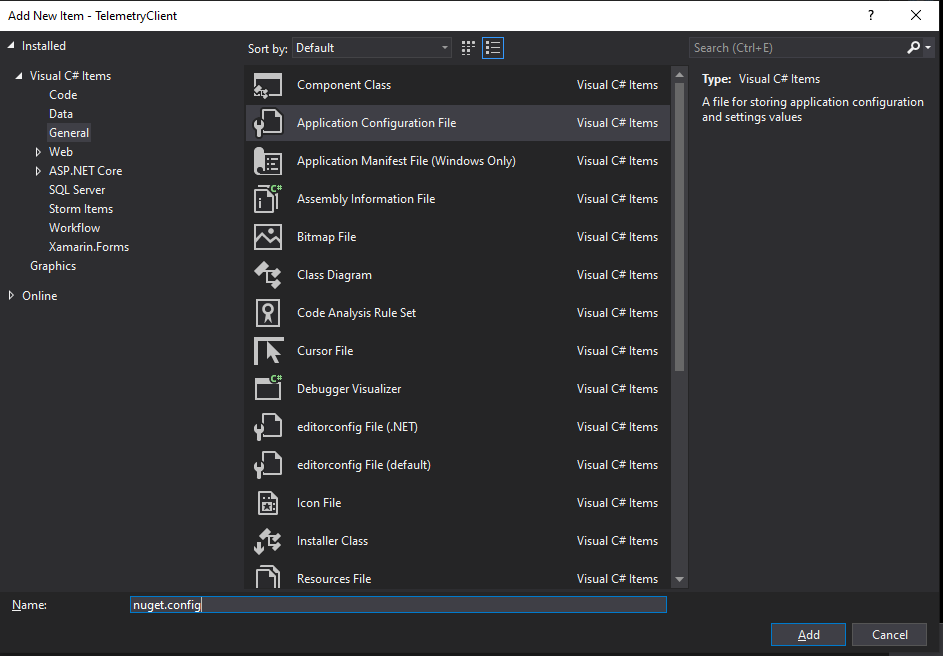 Add New Item - TelemetryClient
?
Installed
Sort by: Default
Search (Ctrl+E)
Visual C# Items
Code
Data
General
Web
ASP.NET Core
SQL Server
Storm Items
Workflow
Xamarin.Forms
Graphics
Online
Component Class Visual C# Items
Application Configuration File Visual C# Items
Application Manifest File (Windows Only) Visual C# Items
C#
Assembly Information File Visual C# Items
Bitmap File Visual C# Items
Class Diagram Visual C# Items
Code Analysis Rule Set Visual C# Items
Cursor File Visual C# Items
C#
Debugger Visualizer Visual C# Items
editorconfig File (.NET) Visual C# Items
editorconfig File (default) Visual C# Items
Icon File Visual C# Items
Installer Class Visual C# Items
Resources File Visual C# Items
Type: Visual C# Items
A file for storing application configuration
and settings values
Name: nuget.config
Add Cancel